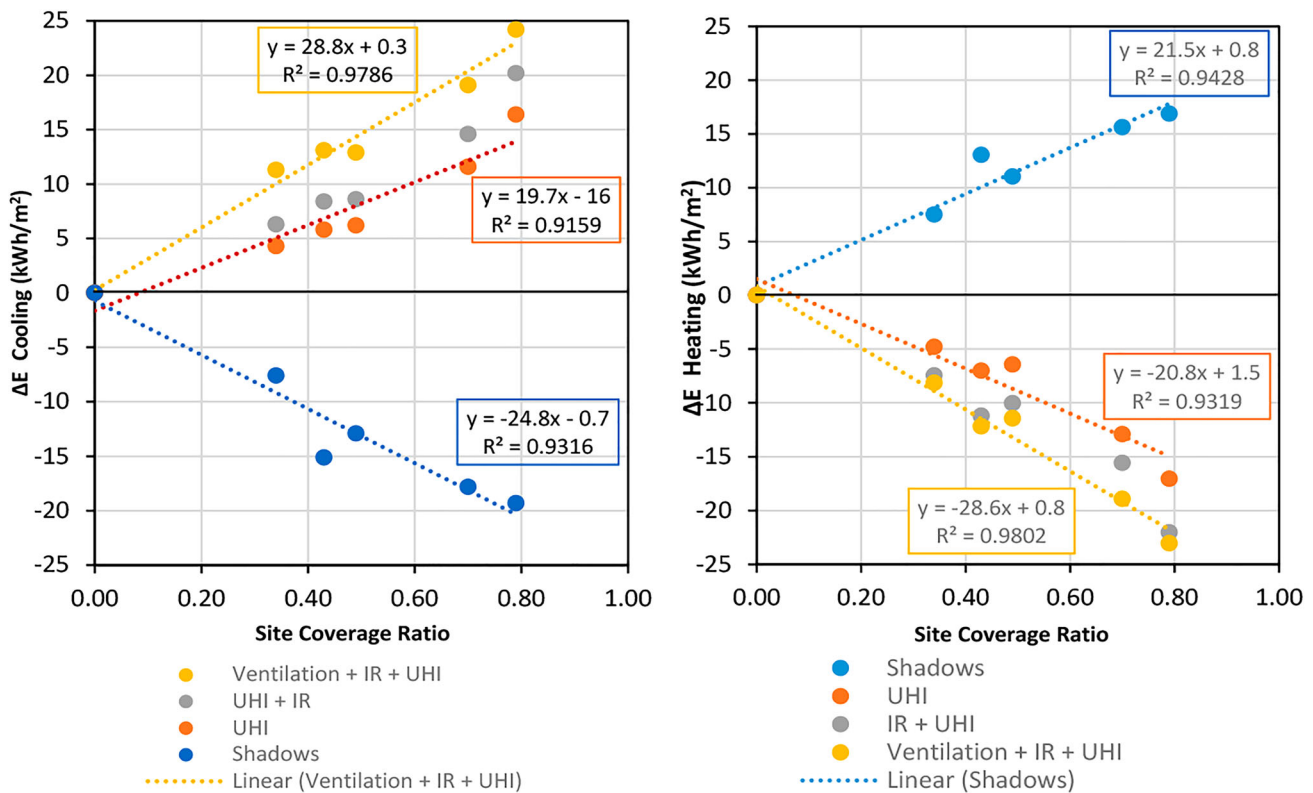 25
20
15
10
5
0
-5
-10
-15
-20
-25
ΔE Cooling (kWh/m²)
y = 28.8x + 0.3
R² = 0.9786
y = 19.7x - 16
R² = 0.9159
y = -24.8x - 0.7
R² = 0.9316
0.00 0.20 0.40 0.60 0.80 1.00
Site Coverage Ratio
Ventilation + IR + UHI
UHI + IR
UHI
Shadows
Linear (Ventilation + IR + UHI)
25
20
15
10
5
0
-5
-10
-15
-20
-25
ΔE Heating (kWh/m²)
y = 21.5x + 0.8
R² = 0.9428
y = -20.8x + 1.5
R² = 0.9319
y = -28.6x + 0.8
R² = 0.9802
0.00 0.20 0.40 0.60 0.80 1.00
Site Coverage Ratio
Shadows
UHI
IR + UHI
Ventilation + IR + UHI
Linear (Shadows)